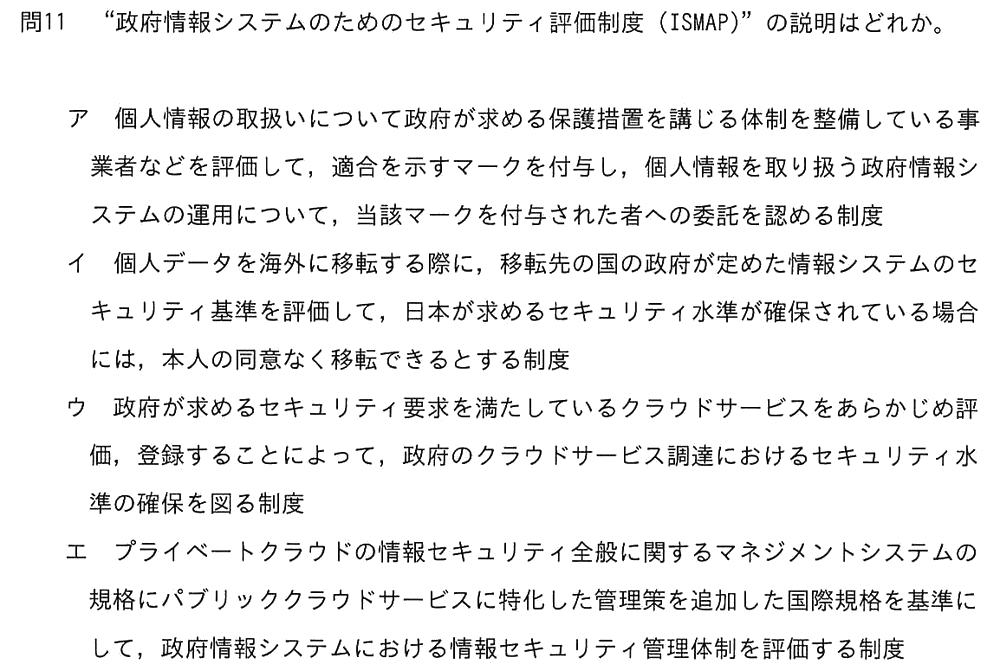 問11　“政府情報システムのためのセキュリティ評価制度（ISMAP）”の説明はどれか。
ア　個人情報の取扱いについて政府が求める保護措置を講じる体制を整備している事
業者などを評価して，適合を示すマークを付与し，個人情報を取り扱う政府情報シ
ステムの運用について，当該マークを付与された者への委託を認める制度
イ　個人データを海外に移転する際に，移転先の国の政府が定めた情報システムのセ
キュリティ基準を評価して，日本が求めるセキュリティ水準が確保されている場合
には，本人の同意なく移転できるとする制度
ウ　政府が求めるセキュリティ要求を満たしているクラウドサービスをあらかじめ評
価，登録することによって，政府のクラウドサービス調達におけるセキュリティ水
準の確保を図る制度
エ　プライベートクラウドの情報セキュリティ全般に関するマネジメントシステムの
規格にパブリッククラウドサービスに特化した管理策を追加した国際規格を基準に
して，政府情報システムにおける情報セキュリティ管理体制を評価する制度